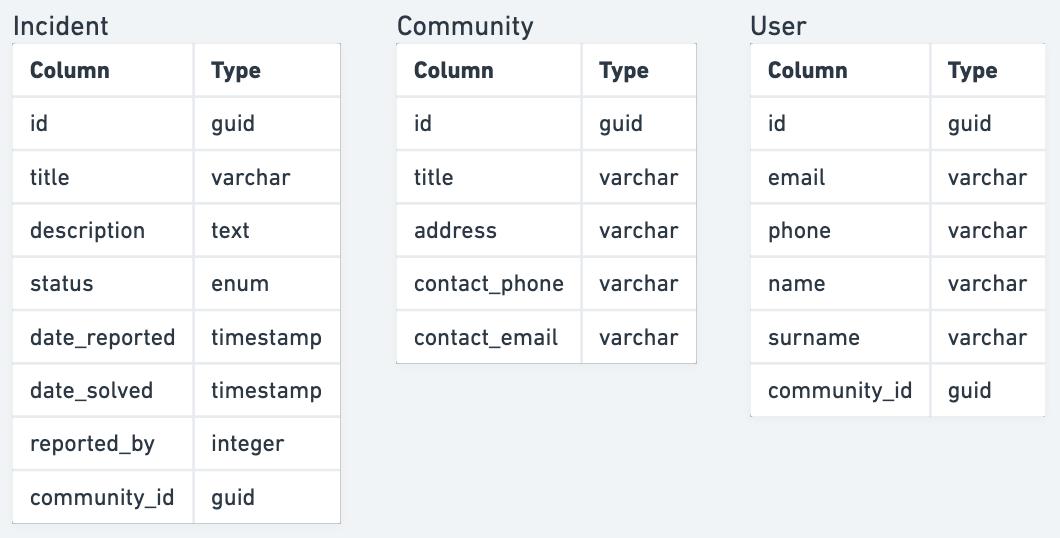 Incident
Column Type
id guid
title varchar
description text
status enum
date_reported timestamp
date_solved timestamp
reported_by integer
community_id guid
Community
Column Type
id guid
title varchar
address varchar
contact_phone varchar
contact_email varchar
User
Column Type
id guid
email varchar
phone varchar
name varchar
surname varchar
community_id guid